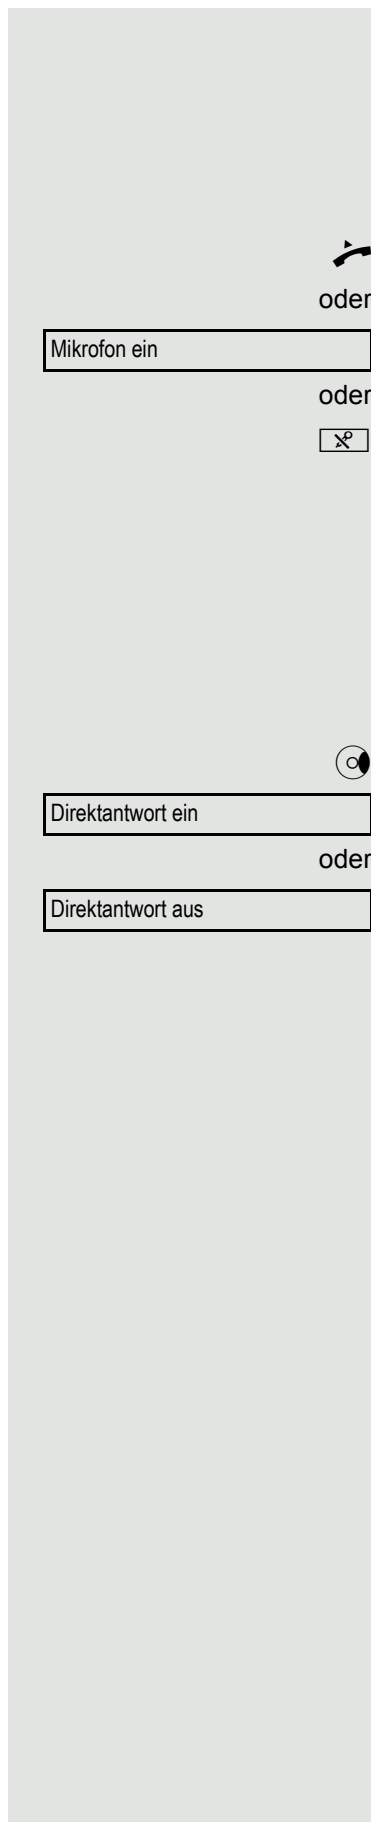 oder
Mikrofon ein
oder
Direktantwort ein
oder
Direktantwort aus